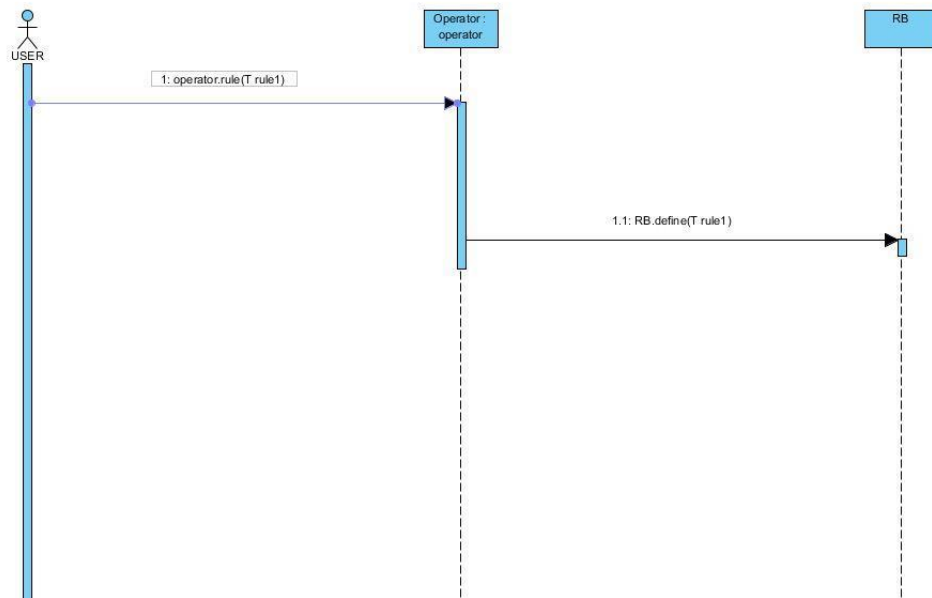 USER
Operator :
operator
RB
1: operator.rule(T rule1)
1.1: RB.define(T rule1)